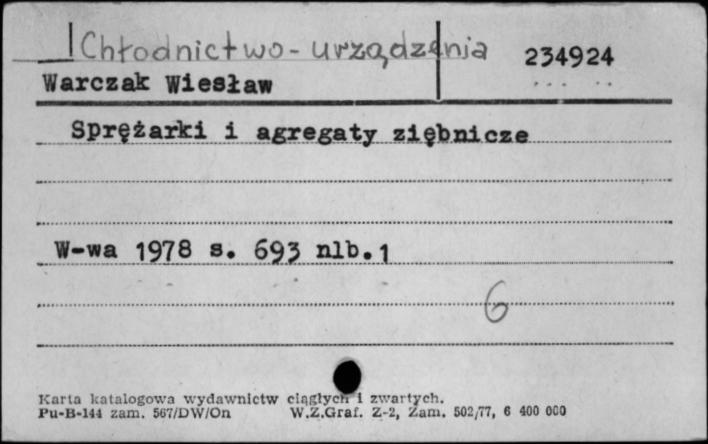 Chłodnictwo - urządzenia
234924
Warczak Wiesław
Sprężarki i agregaty ziębnicze
W-wa 1978 s. 693 nlb.1
6
Karta katalogowa wydawnictw ciągłych i zwartych.
Pu-B-144 zam. 567/DW/On W.Z.Graf. Z-2, Zam. 502/77, 6 400 000